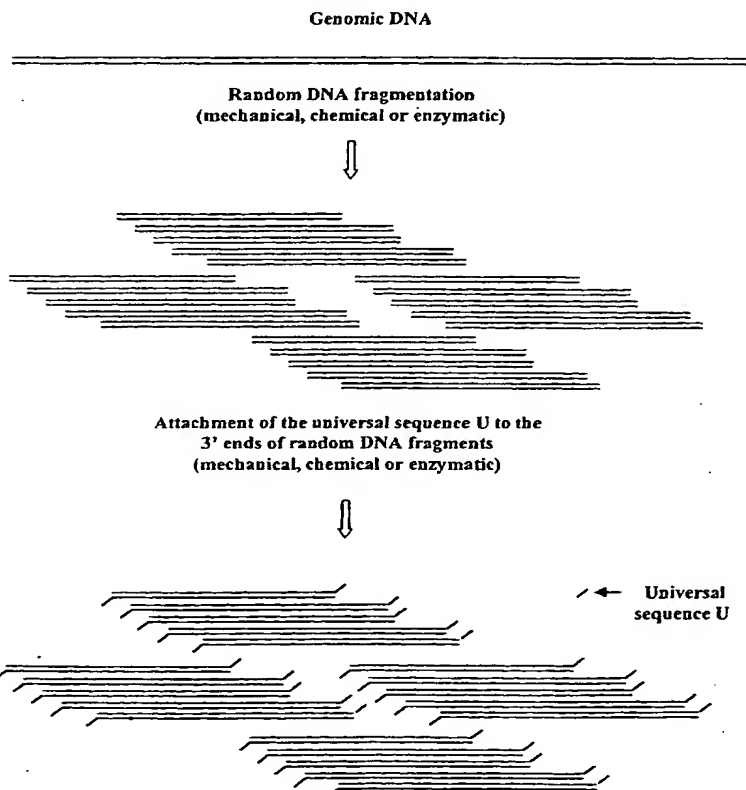 Genomic DNA
Random DNA fragmentation
(mechanical, chemical or enzymatic)
Attachment of the universal sequence U to the
3' ends of random DNA fragments
(mechanical, chemical or enzymatic)
Universal
sequence U